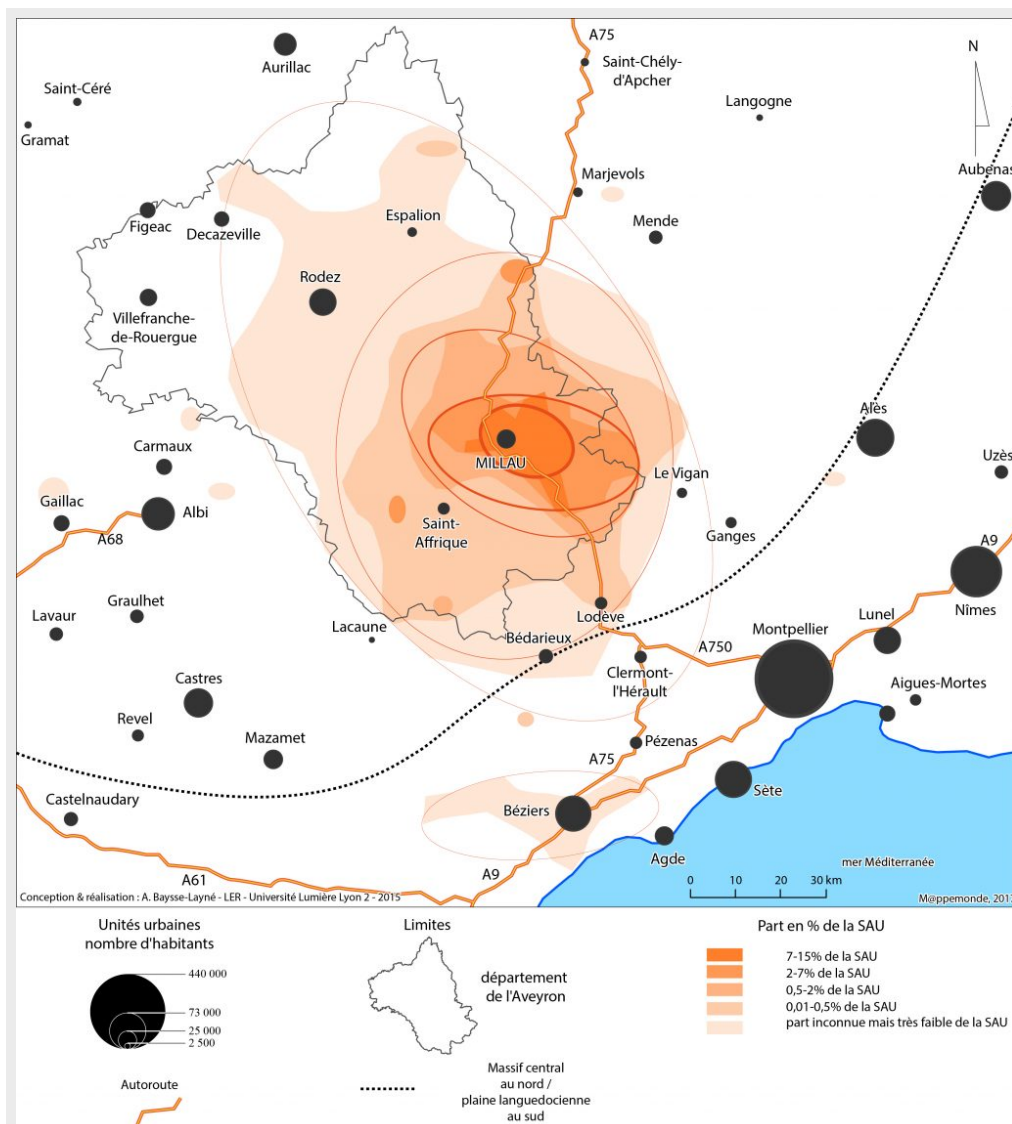 A75
Aurillac
Saint-Chély-
d'Apcher
N
Saint-Céré
Langogne
Gramat
Aubenas
Marjevols
Figeac
Decazeville
Espalion
Mende
Rodez
Villefranche-
de-Rouergue
Alès
Carmaux
MILLAU
Uzès
Le Vigan
Gaillac
Albi
Saint-
Affrique
Ganges
A68
A9
Nîmes
Graulhet
Lavaur
Lodève
Lacaune
Bédarieux
Montpellier
Lunel
A750
Clermont-
l'Hérault
Aigues-Mortes
Castres
Revel
Mazamet
Pézenas
A75
Sète
Castelnaudary
Béziers
Agde
mer Méditerranée
A61
A9
0 10 20 30 km
Conception & réalisation : A. Baysse-Layné - LER - Université Lumière Lyon 2 - 2015
M@ppemonde, 201
Unités urbaines
nombre d'habitants
440 000
73 000
25 000
2 500
Autoroute
Limites
département
de l'Aveyron
Massif central
au nord /
plaine languedocienne
au sud
Part en % de la SAU
7-15% de la SAU
2-7% de la SAU
0,5-2% de la SAU
0,01-0,5% de la SAU
part inconnue mais très faible de la SAU